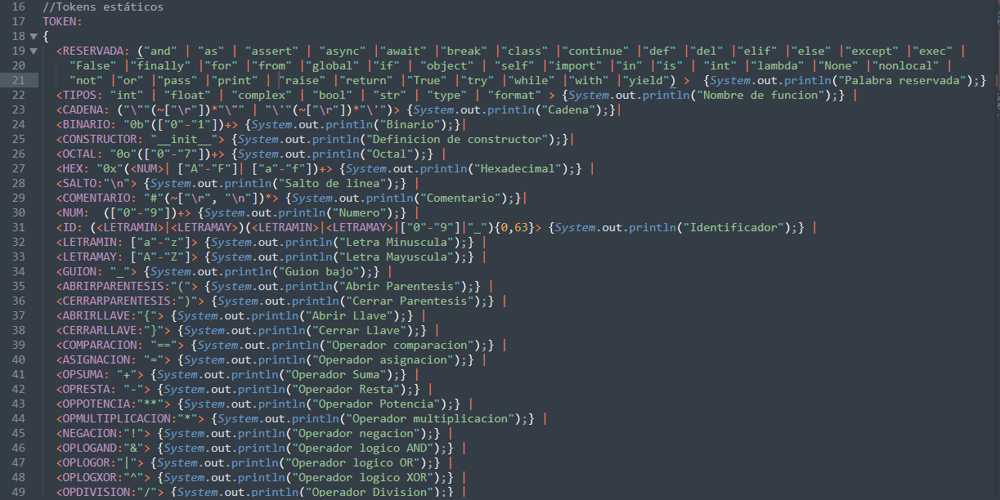 16 //Tokens estáticos
17 TOKEN:
18 {
19 <RESERVADA: ("and" | "as" | "assert" | "async" |"await" |"break" |"class" |"continue" |"def" |"del" |"elif" |"else" |"except" |"exec" |
20 "False" |"finally" |"for" |"from" |"global" |"if" | "object" | "self" |"import" |"in" |"is" | "int" |"lambda" |"None" |"nonlocal" |
21 "not" |"or" |"pass" |"print" | "raise" |"return" |"True" |"try" |"while" |"with" |"yield") > {System.out.println("Palabra reservada");} |
22 <TIPOS: "int" | "float" | "complex" | "bool" | "str" | "type" | "format" > {System.out.println("Nombre de funcion");} |
23 <CADENA: ("\""(~["\r"])*"\"" | "\'"(~["\r"])*"\'")> {System.out.println("Cadena");}|
24 <BINARIO: "0b"(["0"-"1"])+> {System.out.println("Binario");}|
25 <CONSTRUCTOR: "__init__"> {System.out.println("Definicion de constructor");}|
26 <OCTAL: "0o"(["0"-"7"])+> {System.out.println("Octal");} |
27 <HEX: "0x"(<NUM>| ["A"-"F"]| ["a"-"f"])+> {System.out.println("Hexadecimal");} |
28 <SALTO:"\n"> {System.out.println("Salto de linea");} |
29 <COMENTARIO: "#"(~["\r", "\n"])*> {System.out.println("Comentario");}|
30 <NUM: (["0"-"9"])+> {System.out.println("Numero");} |
31 <ID: (<LETRAMIN>|<LETRAMAY>)(<LETRAMIN>|<LETRAMAY>|["0"-"9"]|"_"){0,63}> {System.out.println("Identificador");} |
32 <LETRAMIN: ["a"-"z"]> {System.out.println("Letra Minuscula");} |
33 <LETRAMAY: ["A"-"Z"]> {System.out.println("Letra Mayuscula");} |
34 <GUION: "_"> {System.out.println("Guion bajo");} |
35 <ABRIRPARENTESIS:"("> {System.out.println("Abrir Parentesis");} |
36 <CERRARPARENTESIS:")"> {System.out.println("Cerrar Parentesis");} |
37 <ABRIRLLAVE:"{"> {System.out.println("Abrir Llave");} |
38 <CERRARLLAVE:"}"> {System.out.println("Cerrar Llave");} |
39 <COMPARACION: "=="> {System.out.println("Operador comparacion");} |
40 <ASIGNACION: "="> {System.out.println("Operador asignacion");} |
41 <OPSUMA: "+"> {System.out.println("Operador Suma");} |
42 <OPRESTA: "-"> {System.out.println("Operador Resta");} |
43 <OPPOTENCIA:"**"> {System.out.println("Operador Potencia");} |
44 <OPMULTIPLICACION:"*"> {System.out.println("Operador multiplicacion");} |
45 <NEGACION:"!"> {System.out.println("Operador negacion");} |
46 <OPLOGAND:"&"> {System.out.println("Operador logico AND");} |
47 <OPLOGOR:"|"> {System.out.println("Operador logico OR");} |
48 <OPLOGXOR:"^"> {System.out.println("Operador logico XOR");} |
49 <OPDIVISION:"/"> {System.out.println("Operador Division");} |